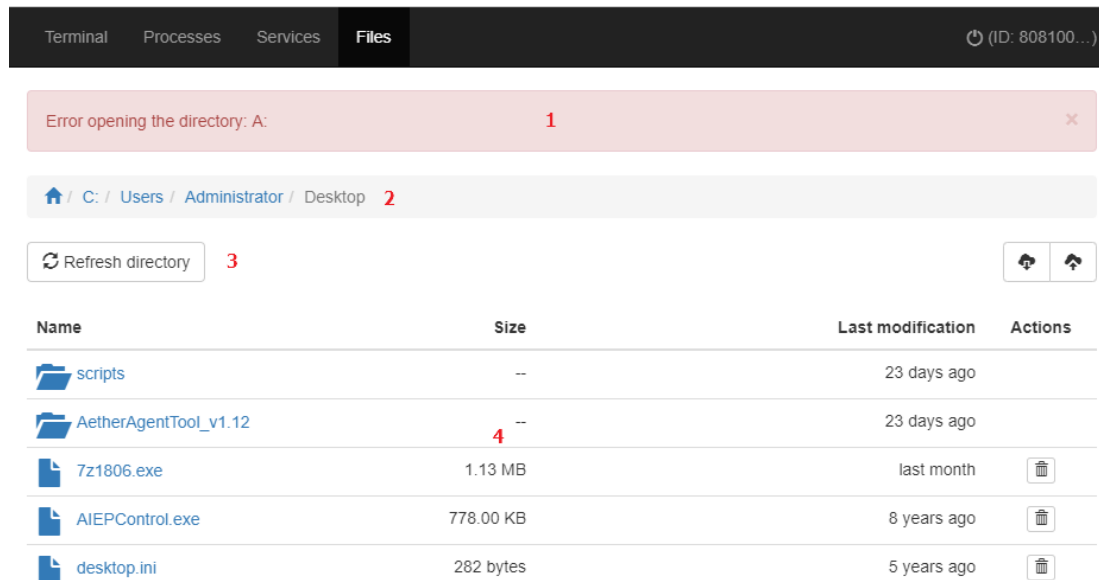 Terminal Processes Services Files (ID: 808100...)
Error opening the directory: A: 1 ×
/ C: / Users / Administrator / Desktop 2
Refresh directory 3
Name Size Last modification Actions
scripts -- 23 days ago
AetherAgentTool_v1.12 -- 23 days ago
4
7z1806.exe 1.13 MB last month
AIEPControl.exe 778.00 KB 8 years ago
desktop.ini 282 bytes 5 years ago